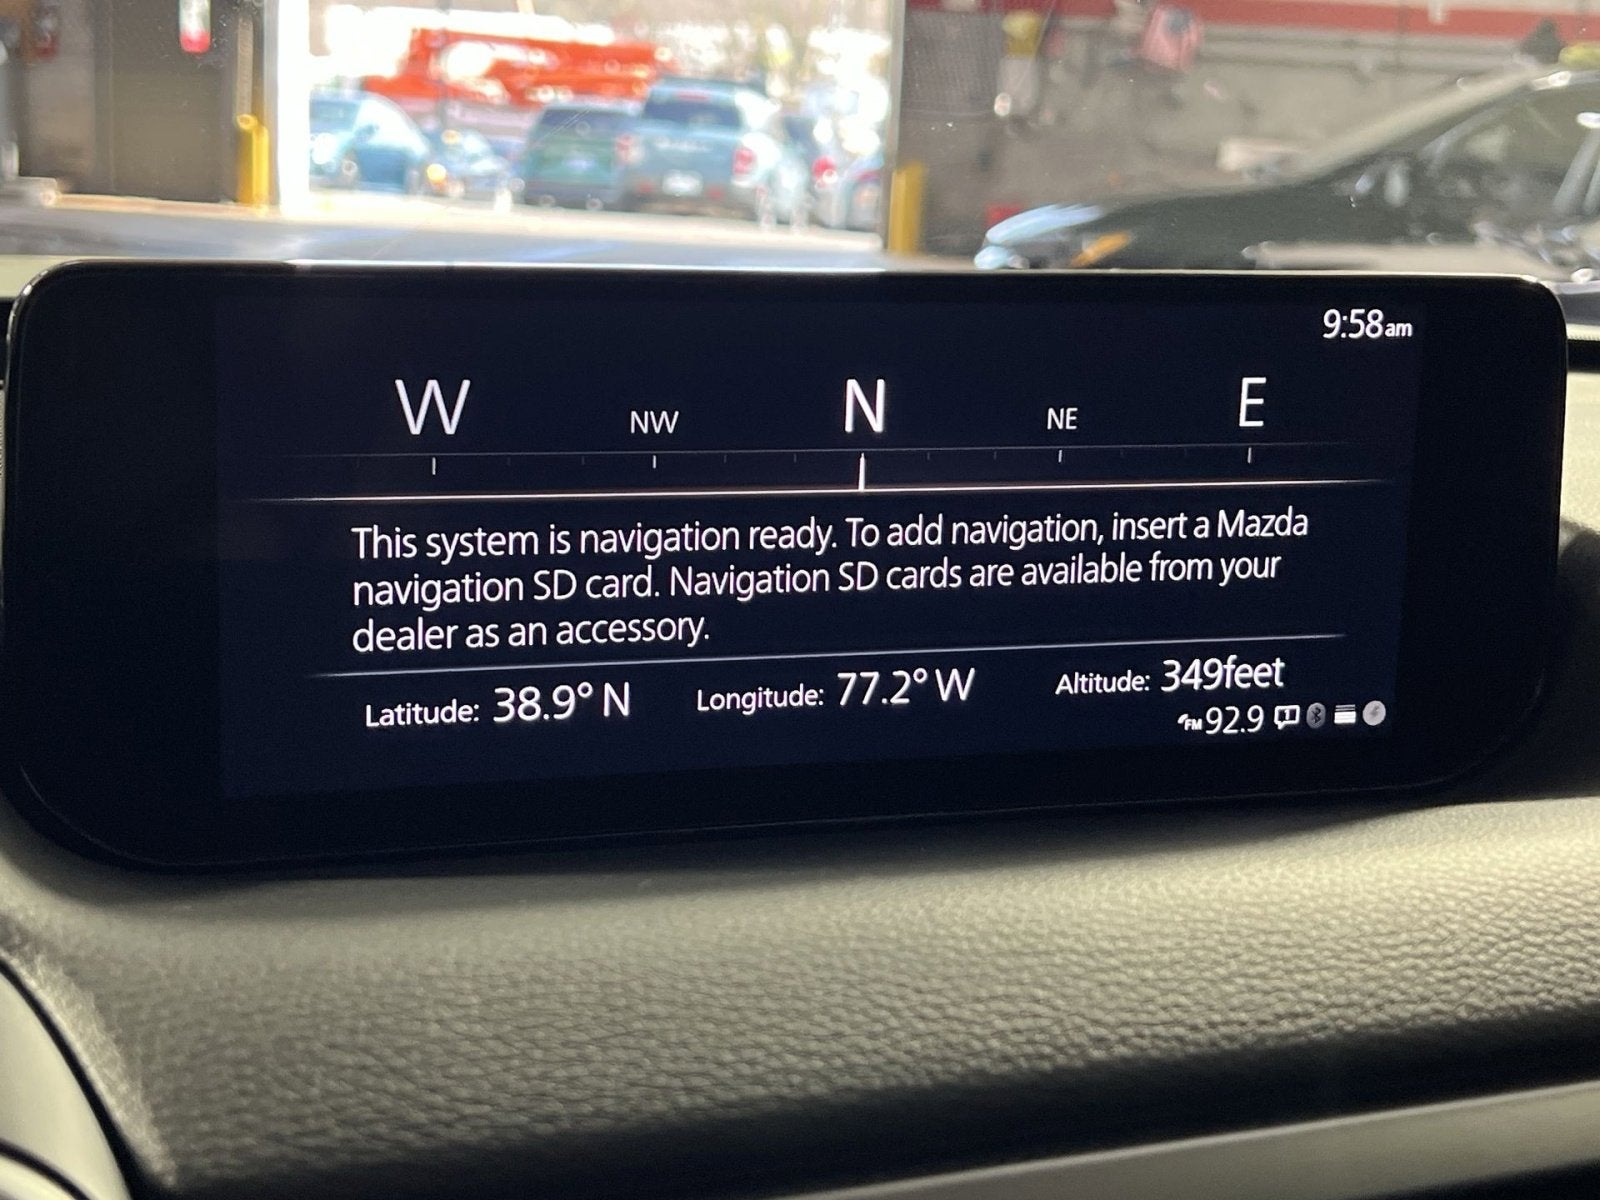 9:58am
W NW N NE E
This system is navigation ready. To add navigation, insert a Mazda
navigation SD card. Navigation SD cards are available from your
dealer as an accessory.
Latitude: 38.9° N Longitude: 77.2° W Altitude: 349feet
FM 92.9